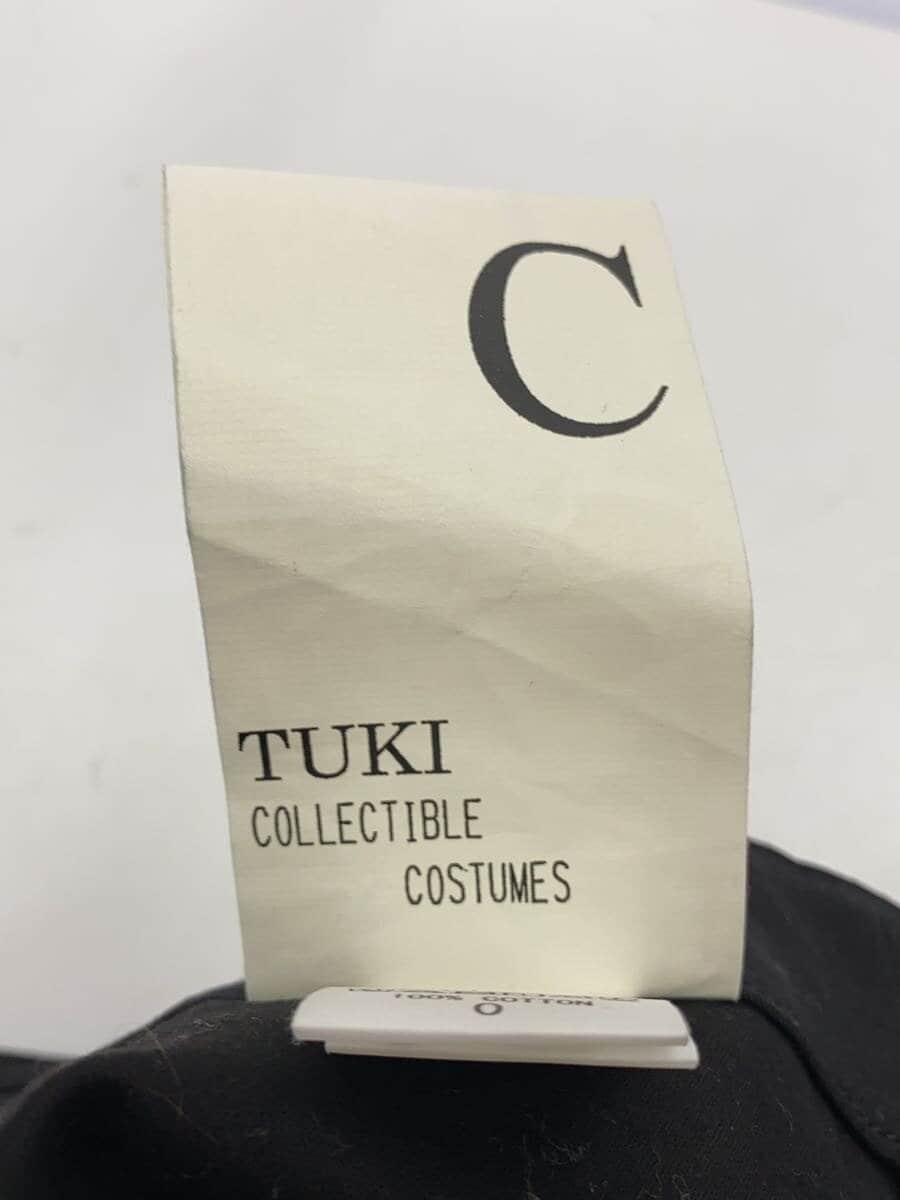 C
TUKI
COLLECTIBLE
COSTUMES
100% COTTON
0